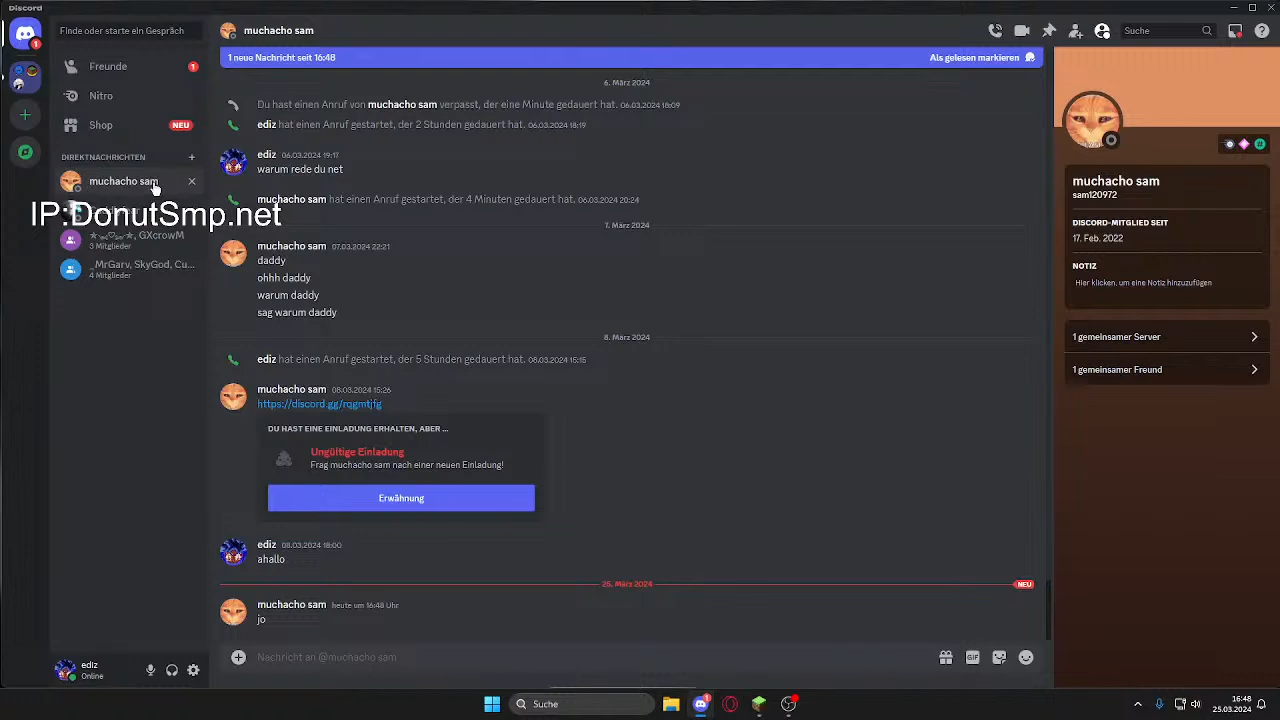 Discord
Finde oder starte ein Gespräch
muchacho sam
Suche
1
Freunde
1
Nitro
Shop
NEU
DIREKTNACHRICHTEN
muchacho sam
IP:DonutSmp.net
GXcrowM
3 Mitglieder
_MrGarv, SkyGod, Cu...
4 Mitglieder
ediz
Online
1 neue Nachricht seit 16:48
Als gelesen markieren
6. März 2024
Du hast einen Anruf von muchacho sam verpasst, der eine Minute gedauert hat. 06.03.2024 18:09
ediz hat einen Anruf gestartet, der 2 Stunden gedauert hat. 06.03.2024 18:19
ediz 06.03.2024 19:17
warum rede du net
muchacho sam hat einen Anruf gestartet, der 4 Minuten gedauert hat. 06.03.2024 20:24
7. März 2024
muchacho sam 07.03.2024 22:21
daddy
ohhh daddy
warum daddy
sag warum daddy
8. März 2024
ediz hat einen Anruf gestartet, der 5 Stunden gedauert hat. 08.03.2024 15:15
muchacho sam 08.03.2024 15:26
https://discord.gg/rqgmtjfg
DU HAST EINE EINLADUNG ERHALTEN, ABER ...
Ungültige Einladung
Frag muchacho sam nach einer neuen Einladung!
Erwähnung
ediz 08.03.2024 18:00
ahallo
25. März 2024
NEU
muchacho sam heute um 16:48 Uhr
jo
Nachricht an @muchacho sam
GIF
muchacho sam
sam120972
DISCORD-MITGLIED SEIT
17. Feb. 2022
NOTIZ
Hier klicken, um eine Notiz hinzuzufügen
1 gemeinsamer Server
1 gemeinsamer Freund
Suche
1
16:48
25.03.2024